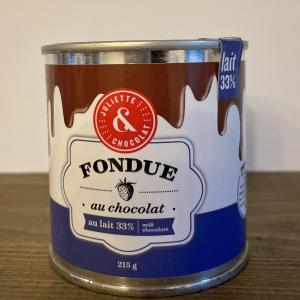 lait
33%
JULIETTE
&
CHOCOLAT
FONDUE
au chocolat
au lait 33% milk
chocolate
215 g